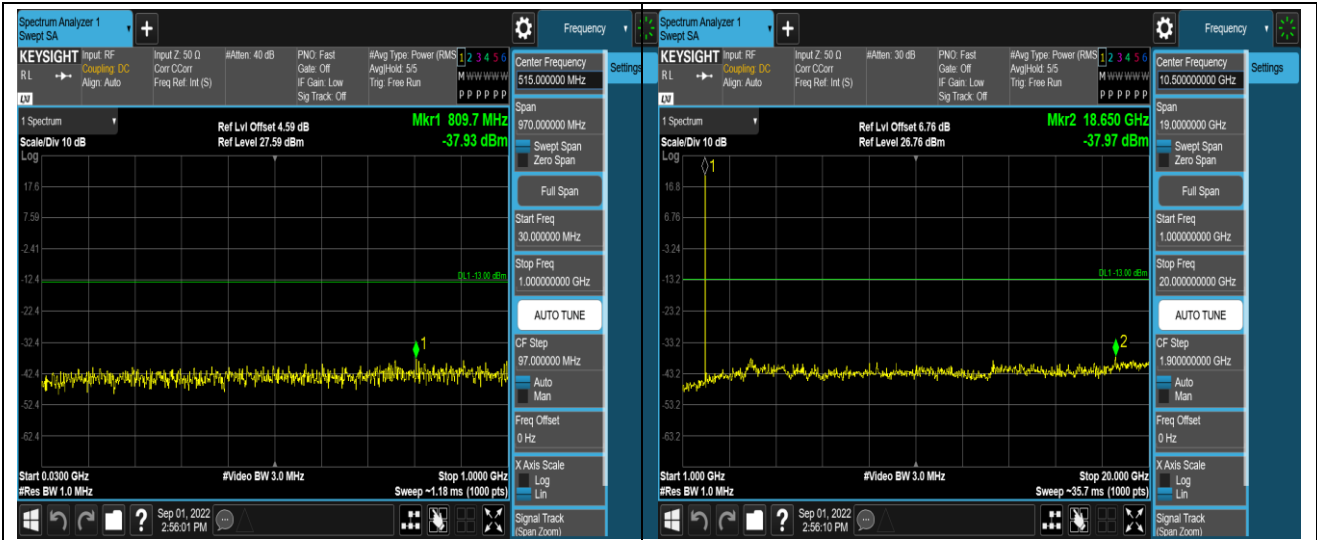 Spectrum Analyzer 1
Swept SA
+
Frequency
KEYSIGHT
Input: RF
Coupling: DC
Align: Auto
Input Z: 50 Ω
Corr CCorr
Freq Ref: Int (S)
#Atten: 40 dB
PNO: Fast
Gate: Off
IF Gain: Low
Sig Track: Off
#Avg Type: Power (RMS
Avg|Hold: 5/5
Trig: Free Run
1 2 3 4 5 6
M W W W W W
P P P P P P
RL
LXI
Center Frequency
515.000000 MHz
Settings
Span
970.000000 MHz
Swept Span
Zero Span
Full Span
Start Freq
30.000000 MHz
Stop Freq
1.000000000 GHz
AUTO TUNE
CF Step
97.000000 MHz
Auto
Man
Freq Offset
0 Hz
X Axis Scale
Log
Lin
Signal Track
(Span Zoom)
1 Spectrum
Scale/Div 10 dB
Log
Ref Lvl Offset 4.59 dB
Ref Level 27.59 dBm
Mkr1 809.7 MHz
-37.93 dBm
17.6
7.59
-2.41
-12.4
-22.4
-32.4
-42.4
-52.4
-62.4
DL1 -13.00 dBm
1
Start 0.0300 GHz
#Res BW 1.0 MHz
#Video BW 3.0 MHz
Stop 1.0000 GHz
Sweep ~1.18 ms (1000 pts)
?
Sep 01, 2022
2:56:01 PM
Spectrum Analyzer 1
Swept SA
+
Frequency
KEYSIGHT
Input: RF
Coupling: DC
Align: Auto
Input Z: 50 Ω
Corr CCorr
Freq Ref: Int (S)
#Atten: 30 dB
PNO: Fast
Gate: Off
IF Gain: Low
Sig Track: Off
#Avg Type: Power (RMS
Avg|Hold: 5/5
Trig: Free Run
1 2 3 4 5 6
M W W W W W
P P P P P P
RL
LXI
Center Frequency
10.500000000 GHz
Settings
Span
19.0000000 GHz
Swept Span
Zero Span
Full Span
Start Freq
1.000000000 GHz
Stop Freq
20.000000000 GHz
AUTO TUNE
CF Step
1.900000000 GHz
Auto
Man
Freq Offset
0 Hz
X Axis Scale
Log
Lin
Signal Track
(Span Zoom)
1 Spectrum
Scale/Div 10 dB
Log
Ref Lvl Offset 6.76 dB
Ref Level 26.76 dBm
Mkr2 18.650 GHz
-37.97 dBm
16.8
6.76
-3.24
-13.2
-23.2
-33.2
-43.2
-53.2
-63.2
DL1 -13.00 dBm
1
2
Start 1.000 GHz
#Res BW 1.0 MHz
#Video BW 3.0 MHz
Stop 20.000 GHz
Sweep ~35.7 ms (1000 pts)
?
Sep 01, 2022
2:56:10 PM